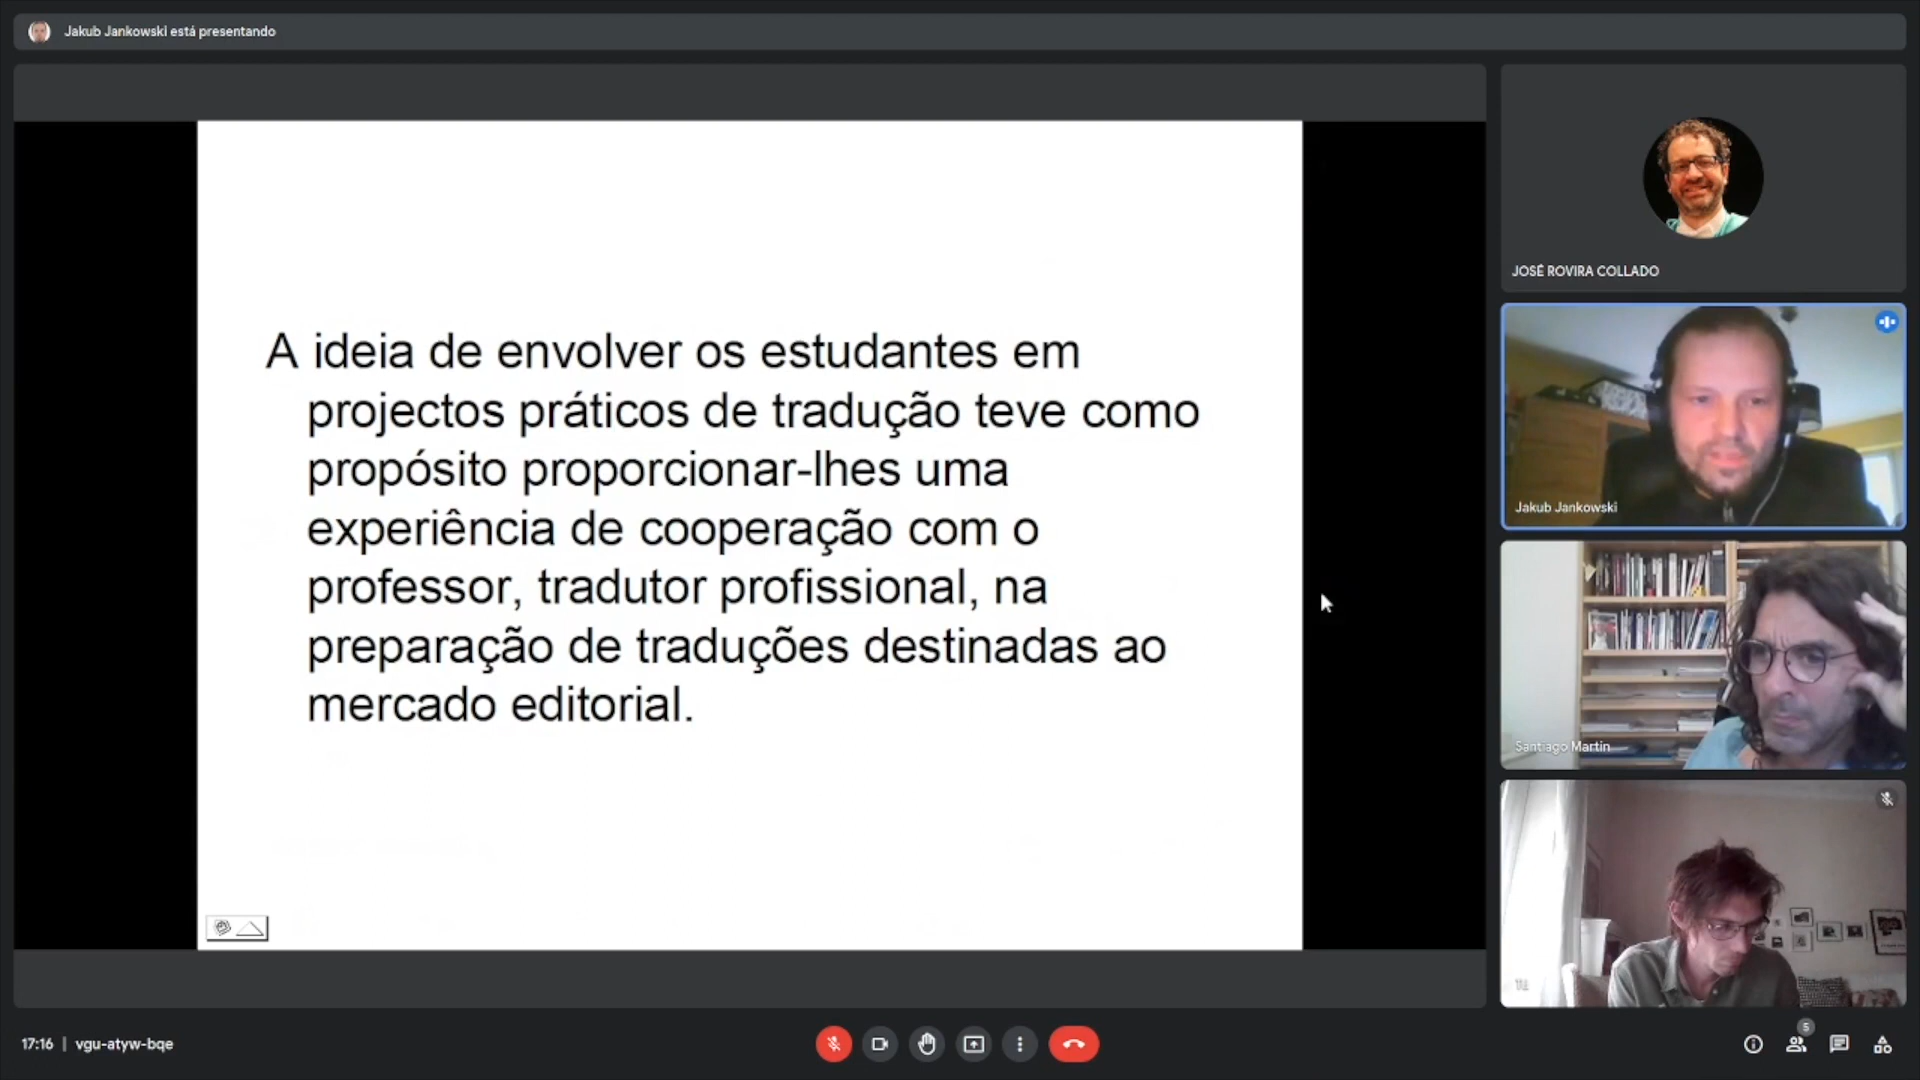 Jakub Jankowski está presentando
A ideia de envolver os estudantes em
projectos práticos de tradução teve como
propósito proporcionar-lhes uma
experiência de cooperação com o
professor, tradutor profissional, na
preparação de traduções destinadas ao
mercado editorial.
JOSÉ ROVIRA COLLADO
Jakub Jankowski
Santiago Martin
Tú
17:16 | vgu-atyw-bqe
5